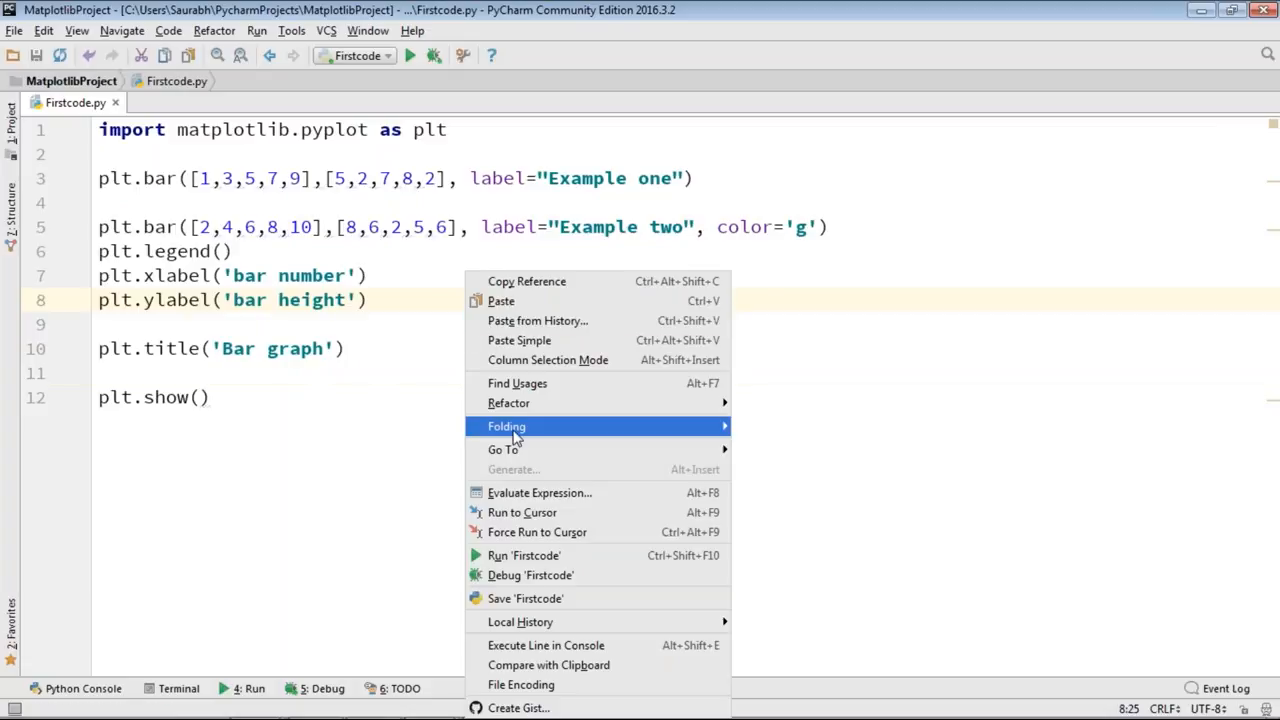 MatplotlibProject - [C:\Users\Saurabh\PycharmProjects\MatplotlibProject] - ...\Firstcode.py - PyCharm Community Edition 2016.3.2
File Edit View Navigate Code Refactor Run Tools VCS Window Help
Firstcode
MatplotlibProject Firstcode.py
Firstcode.py
1: Project
7: Structure
2: Favorites
1 import matplotlib.pyplot as plt
2
3 plt.bar([1,3,5,7,9],[5,2,7,8,2], label="Example one")
4
5 plt.bar([2,4,6,8,10],[8,6,2,5,6], label="Example two", color='g')
6 plt.legend()
7 plt.xlabel('bar number')
8 plt.ylabel('bar height')
9
10 plt.title('Bar graph')
11
12 plt.show()
Copy Reference Ctrl+Alt+Shift+C
Paste Ctrl+V
Paste from History... Ctrl+Shift+V
Paste Simple Ctrl+Alt+Shift+V
Column Selection Mode Alt+Shift+Insert
Find Usages Alt+F7
Refactor
Folding
Go To
Generate... Alt+Insert
Evaluate Expression... Alt+F8
Run to Cursor Alt+F9
Force Run to Cursor Ctrl+Alt+F9
Run 'Firstcode' Ctrl+Shift+F10
Debug 'Firstcode'
Save 'Firstcode'
Local History
Execute Line in Console Alt+Shift+E
Compare with Clipboard
File Encoding
Create Gist...
Python Console Terminal 4: Run 5: Debug 6: TODO Event Log
8:25 CRLF÷ UTF-8÷